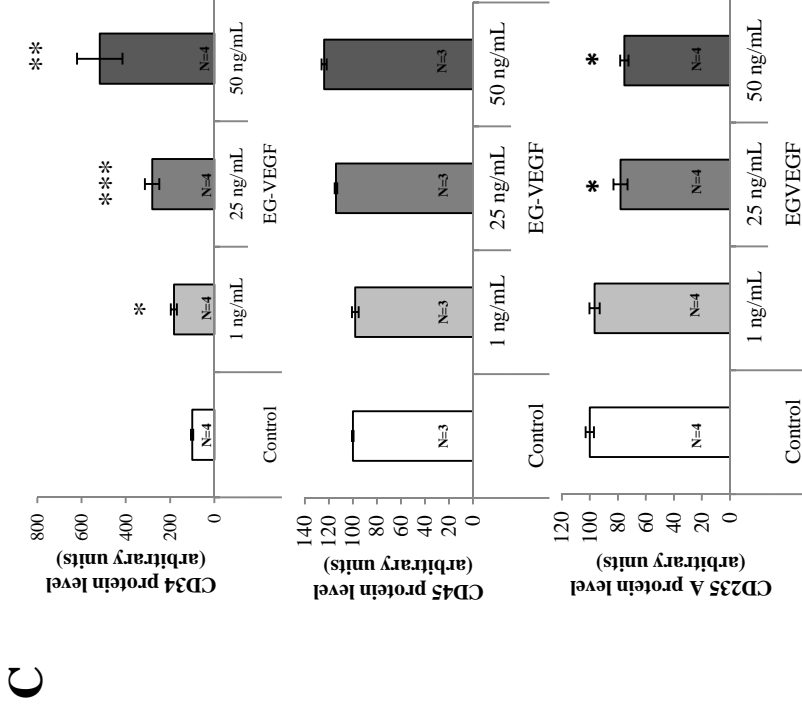 C
CD34 protein level
(arbitrary units)
800
600
400
200
0
* *** **
N=4 N=4 N=4 N=4
Control 1 ng/mL 25 ng/mL 50 ng/mL
EG-VEGF
CD45 protein level
(arbitrary units)
140
120
100
80
60
40
20
0
N=3 N=3 N=3 N=3
Control 1 ng/mL 25 ng/mL 50 ng/mL
EG-VEGF
CD235 A protein level
(arbitrary units)
120
100
80
60
40
20
0
* *
N=4 N=4 N=4 N=4
Control 1 ng/mL 25 ng/mL 50 ng/mL
EGVEGF